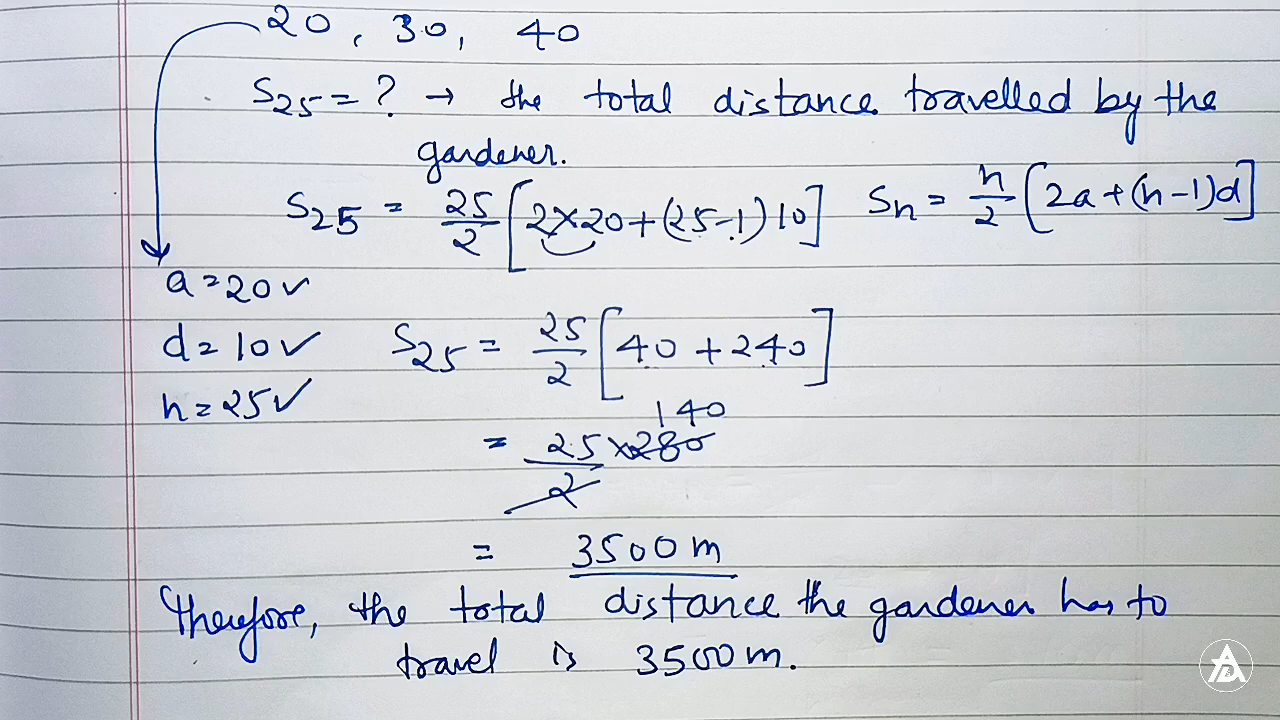 20, 30, 40
S25 = ? → the total distance travelled by the
gardener.
S25 = 25/2 [2×20+(25-1)10] Sn = n/2 [2a+(n-1)d]
a=20✓
d=10✓ S25 = 25/2 [40+240]
n=25✓
140
= 25×280/2
= 3500m
Therefore, the total distance the gardener has to
travel is 3500m.